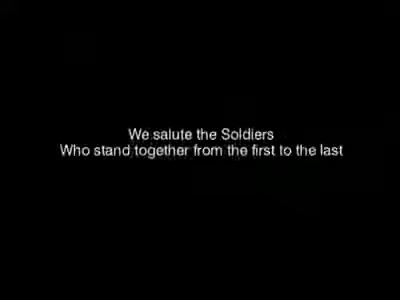 We salute the Soldiers
Who stand together from the first to the last